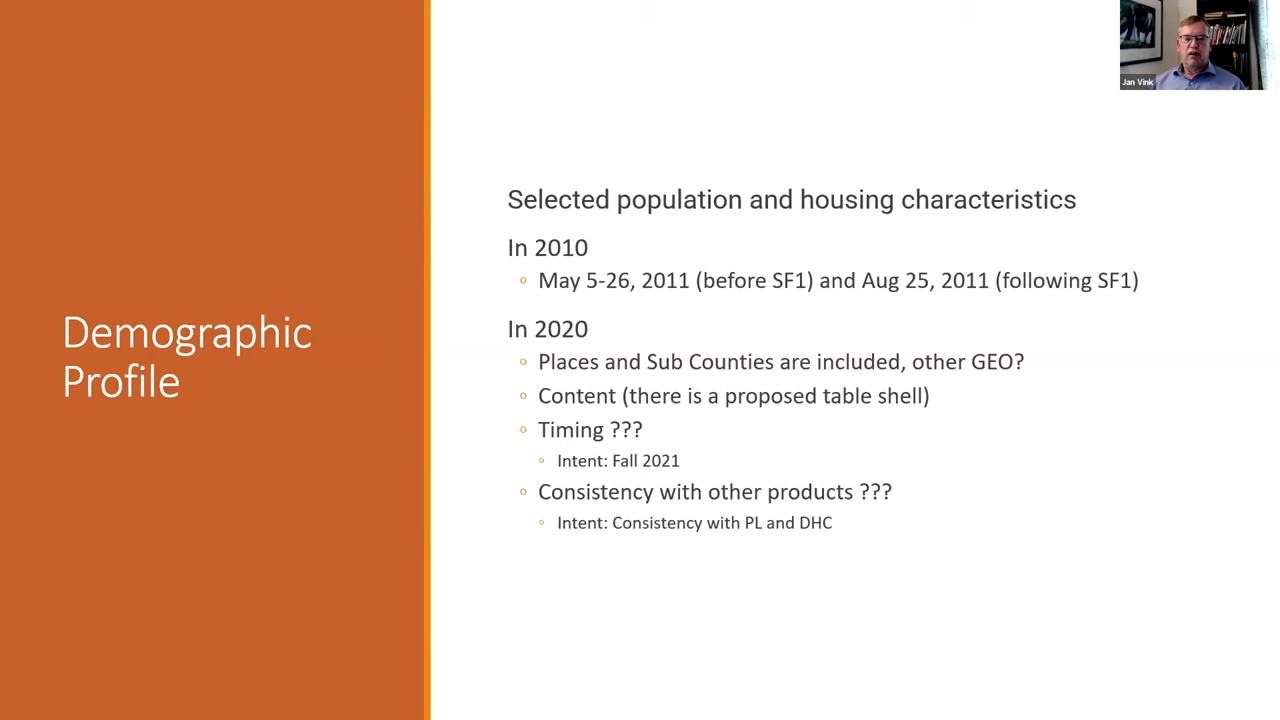 Jan Vink
Demographic
Profile
Selected population and housing characteristics
In 2010
May 5-26, 2011 (before SF1) and Aug 25, 2011 (following SF1)
In 2020
Places and Sub Counties are included, other GEO?
Content (there is a proposed table shell)
Timing ???
Intent: Fall 2021
Consistency with other products ???
Intent: Consistency with PL and DHC